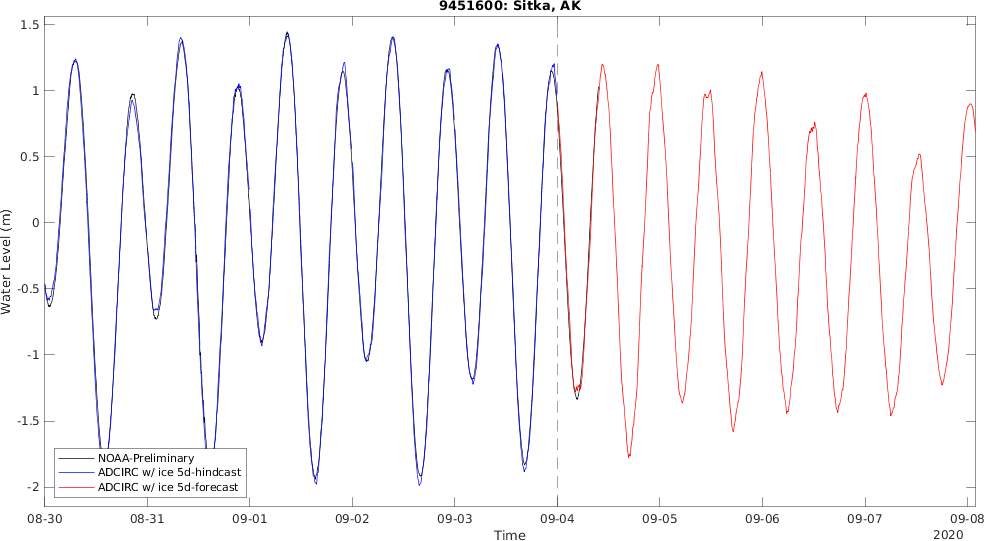 9451600: Sitka, AK
1.5
1
0.5
0
-0.5
-1
-1.5
-2
Water Level (m)
NOAA-Preliminary
ADCIRC w/ ice 5d-hindcast
ADCIRC w/ ice 5d-forecast
08-30 08-31 09-01 09-02 09-03 09-04 09-05 09-06 09-07 09-08
Time
2020